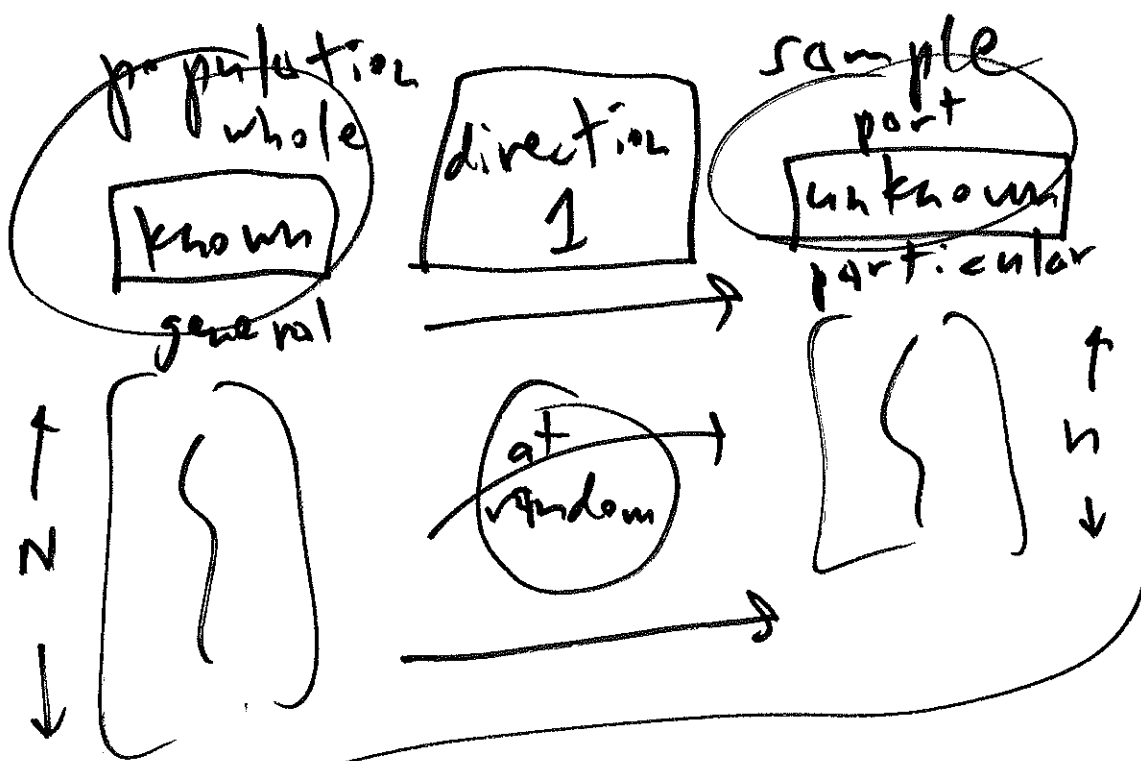 population
whole
known
general
direction
1
sample
part
unknown
particular
N
at
random
n